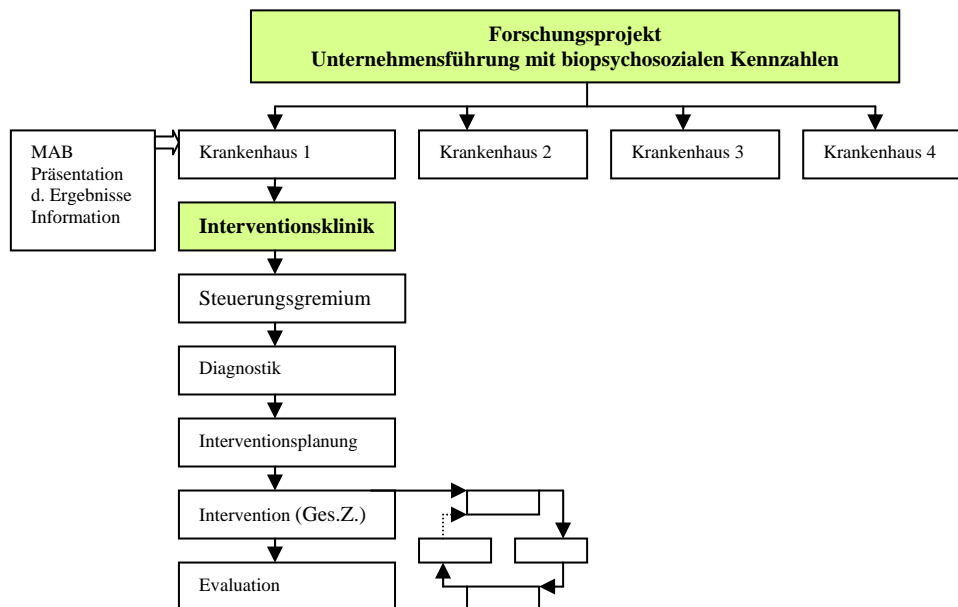 Forschungsprojekt
Unternehmensführung mit biopsychosozialen Kennzahlen
MAB
Präsentation
d. Ergebnisse
Information
Krankenhaus 1
Krankenhaus 2
Krankenhaus 3
Krankenhaus 4
Interventionsklinik
Steuerungsgremium
Diagnostik
Interventionsplanung
Intervention (Ges.Z.)
Evaluation